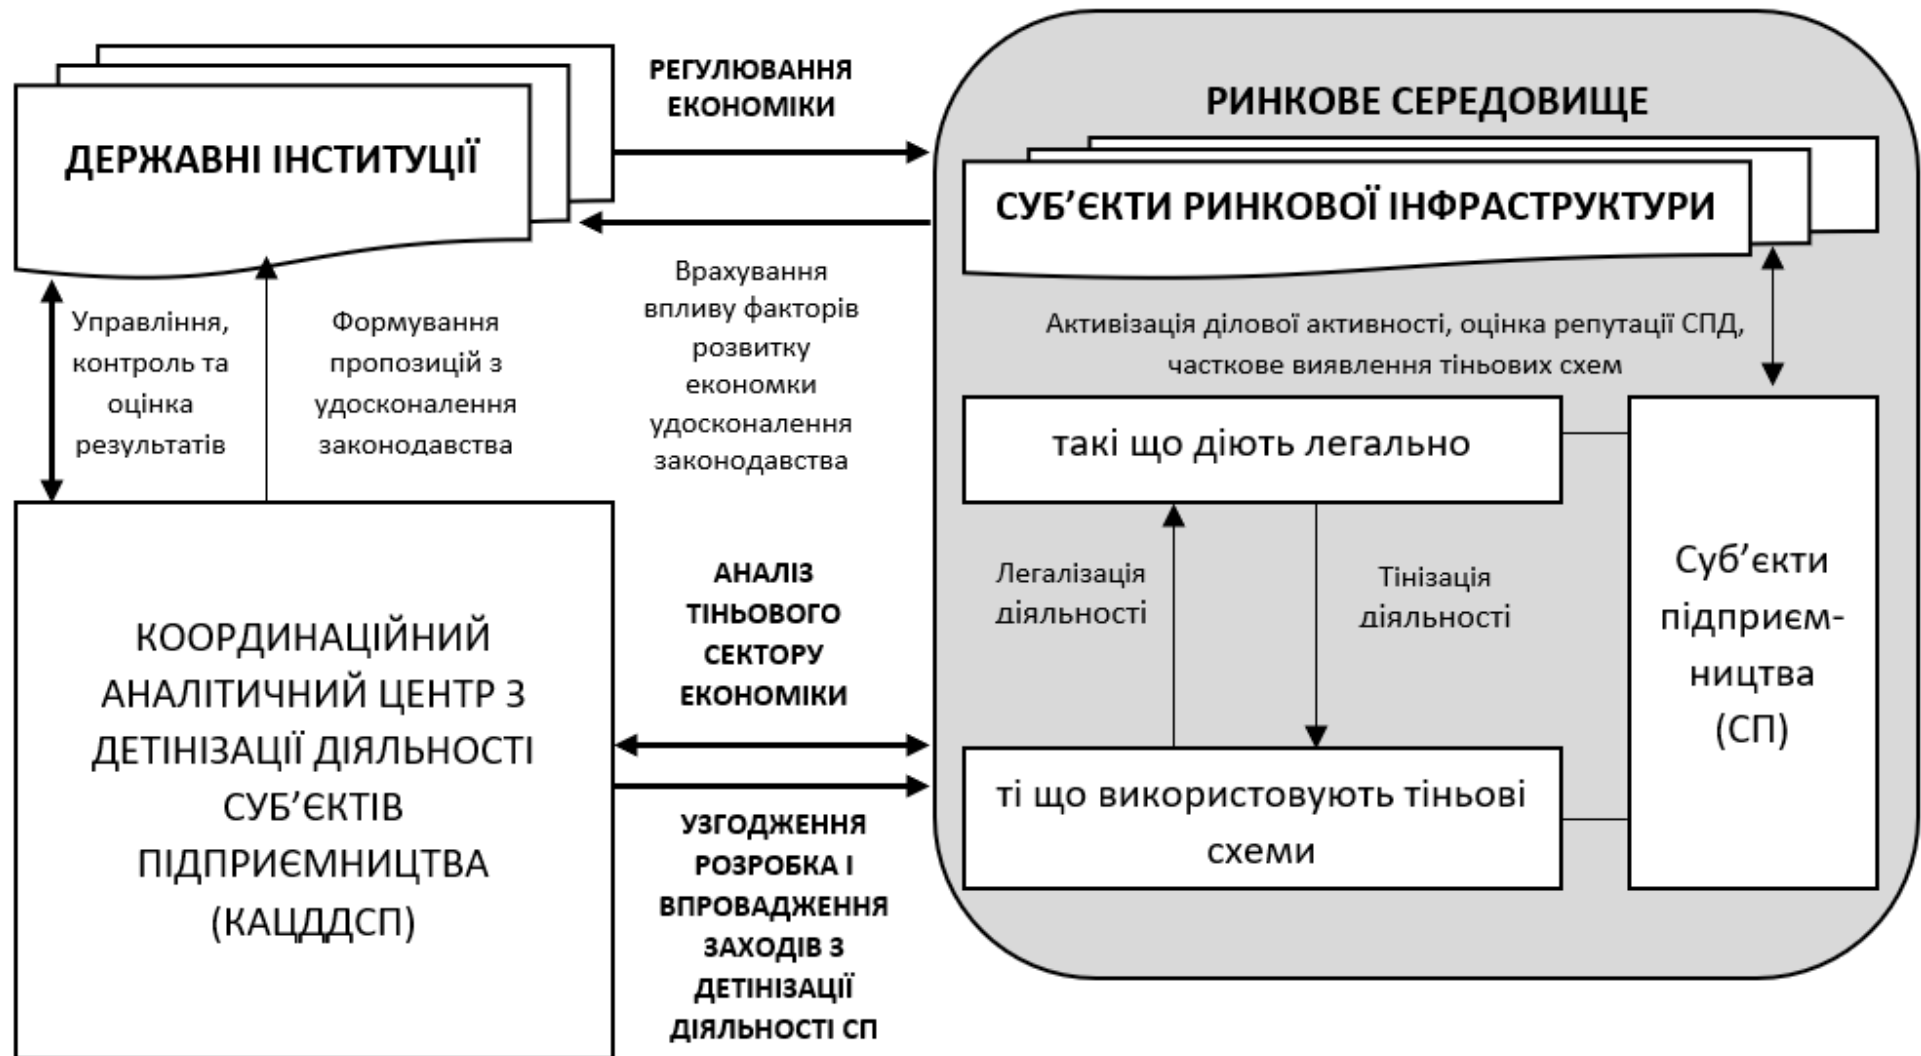 РЕГУЛЮВАННЯ
ЕКОНОМІКИ
ДЕРЖАВНІ ІНСТИТУЦІЇ
РИНКОВЕ СЕРЕДОВИЩЕ
СУБ’ЄКТИ РИНКОВОЇ ІНФРАСТРУКТУРИ
Управління,
контроль та
оцінка
результатів
Формування
пропозицій з
удосконалення
законодавства
Врахування
впливу факторів
розвитку
економки
удосконалення
законодавства
Активізація ділової активності, оцінка репутації СПД,
часткове виявлення тіньових схем
такі що діють легально
Легалізація
діяльності
Тінізація
діяльності
Суб’єкти
підприєм-
ництва
(СП)
ті що використовують тіньові
схеми
КООРДИНАЦІЙНИЙ
АНАЛІТИЧНИЙ ЦЕНТР З
ДЕТІНІЗАЦІЇ ДІЯЛЬНОСТІ
СУБ’ЄКТІВ
ПІДПРИЄМНИЦТВА
(КАЦДДСП)
АНАЛІЗ
ТІНЬОВОГО
СЕКТОРУ
ЕКОНОМІКИ
УЗГОДЖЕННЯ
РОЗРОБКА І
ВПРОВАДЖЕННЯ
ЗАХОДІВ З
ДЕТІНІЗАЦІЇ
ДІЯЛЬНОСТІ СП